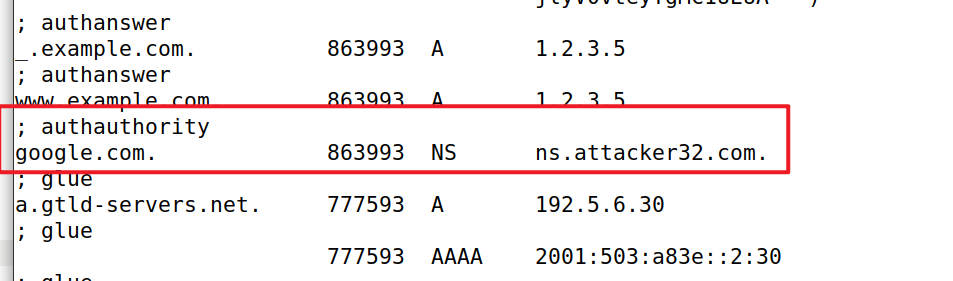 ; authanswer
_.example.com. 863993 A 1.2.3.5
; authanswer
www.example.com. 863993 A 1.2.3.5
; authauthority
google.com. 863993 NS ns.attacker32.com.
; glue
a.gtld-servers.net. 777593 A 192.5.6.30
; glue
777593 AAAA 2001:503:a83e::2:30
; glue